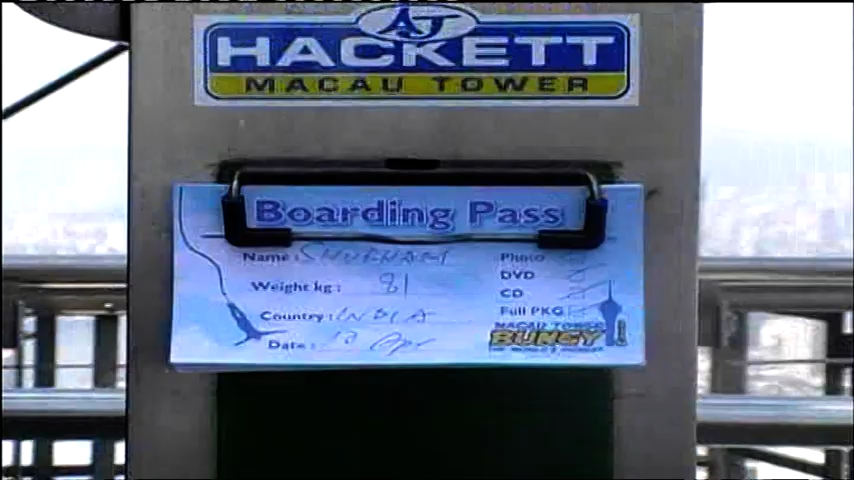 AJ
HACKETT
MACAU TOWER
Boarding Pass
Name: SHUBHAM
Weight kg: 81
Country: INDIA
Date: Apr
Photo
DVD
CD
Full PKG
MACAU TOWER
BUNGY